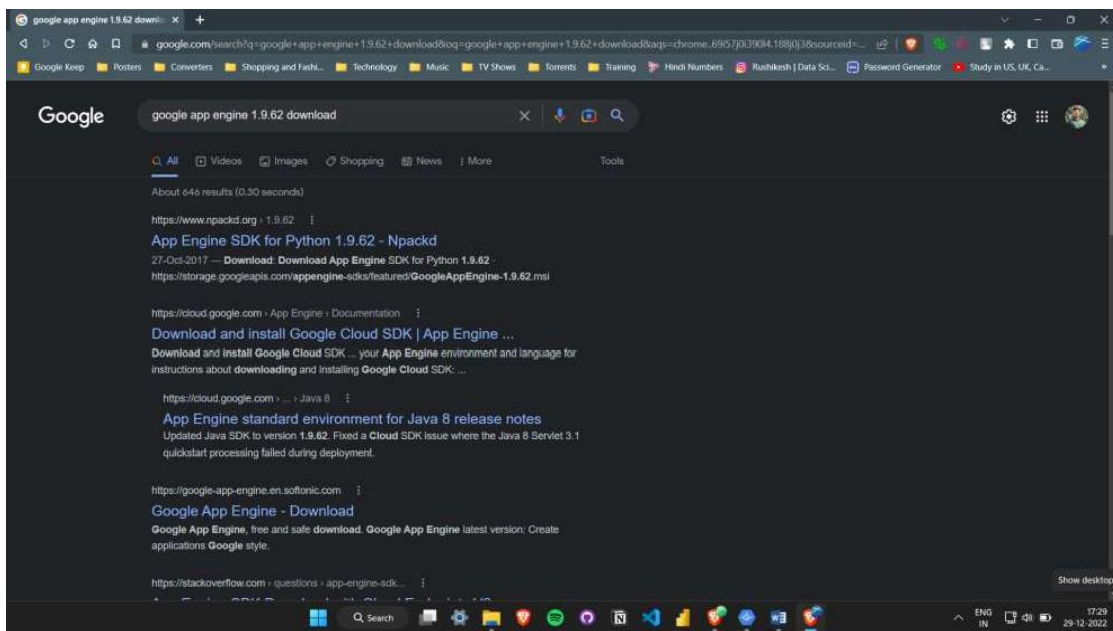 google app engine 1.9.62 downlo
google.com/search?q=google+app+engine+1.9.62+download&oq=google+app+engine+1.9.62+download&aqs=chrome..69i57j0i390l4.188j0j3&sourceid=...
Google Keep Posters Converters Shopping and Fashi... Technology Music TV Shows Torrents Training Hindi Numbers Rushikesh | Data Sci... Password Generator Study in US, UK, Ca...
Google
google app engine 1.9.62 download
All Videos Images Shopping News More Tools
About 646 results (0.30 seconds)
https://www.npackd.org › 1.9.62
App Engine SDK for Python 1.9.62 - Npackd
27-Oct-2017 — Download: Download App Engine SDK for Python 1.9.62 ·
https://storage.googleapis.com/appengine-sdks/featured/GoogleAppEngine-1.9.62.msi
https://cloud.google.com › App Engine › Documentation
Download and install Google Cloud SDK | App Engine ...
Download and install Google Cloud SDK ... your App Engine environment and language for
instructions about downloading and installing Google Cloud SDK: ...
https://cloud.google.com › ... › Java 8
App Engine standard environment for Java 8 release notes
Updated Java SDK to version 1.9.62. Fixed a Cloud SDK issue where the Java 8 Servlet 3.1
quickstart processing failed during deployment.
https://google-app-engine.en.softonic.com
Google App Engine - Download
Google App Engine, free and safe download. Google App Engine latest version: Create
applications Google style.
https://stackoverflow.com › questions › app-engine-sdk...
Show desktop
Search
ENG
IN
17:29
29-12-2022